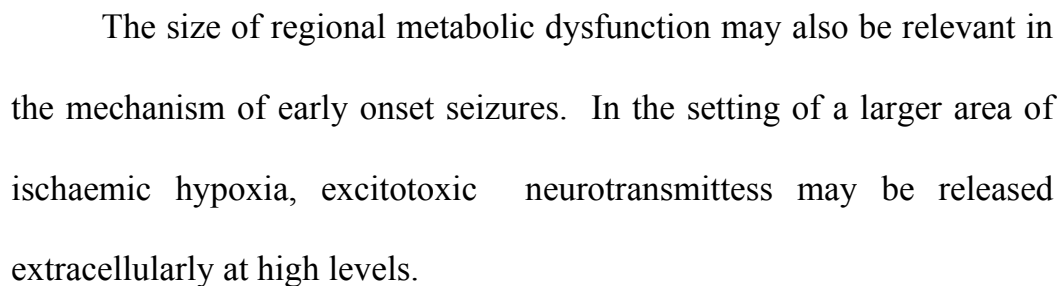 The size of regional metabolic dysfunction may also be relevant in
the mechanism of early onset seizures.  In the setting of a larger area of
ischaemic hypoxia, excitotoxic  neurotransmittess may be released
extracellularly at high levels.